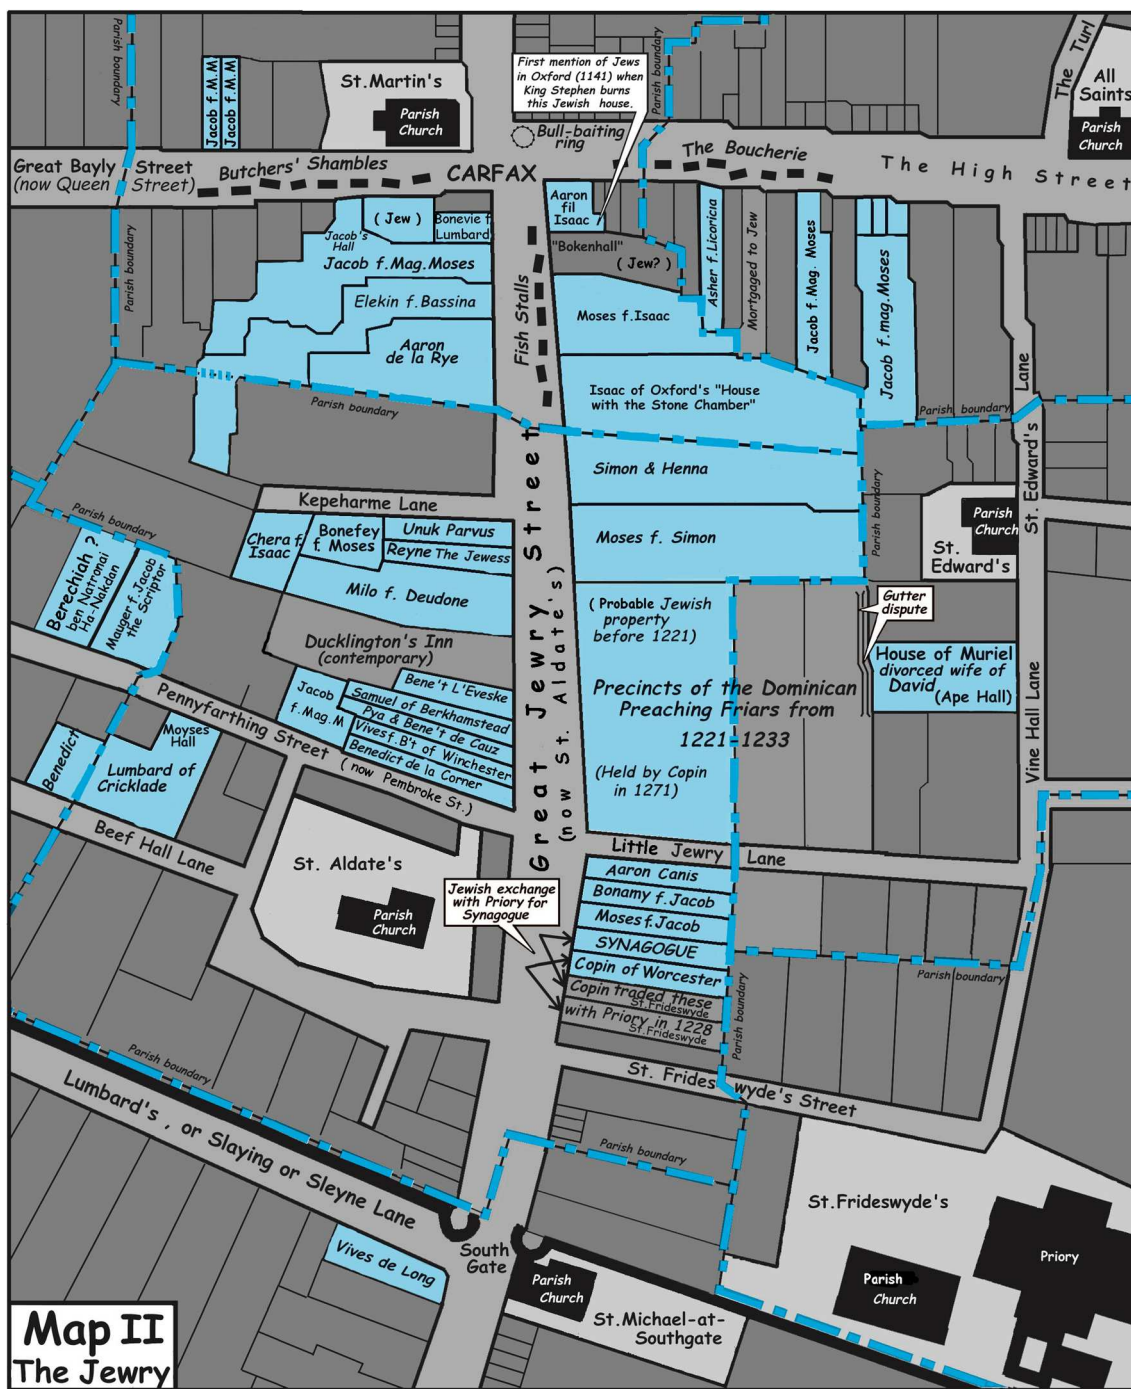 Parish boundary
Jacob f.M.M
Jacob f.M.M
St.Martin's
Parish
Church
First mention of Jews
in Oxford (1141) when
King Stephen burns
this Jewish house.
Parish boundary
The Turl
All
Saints
Parish
Church
Bull-baiting
ring
Great Bayly Street
(now Queen Street)
Butchers' Shambles
CARFAX
The Boucherie
The High Street
Parish boundary
Jacob's
Hall
( Jew )
Bonevie f.
Lumbard
Jacob f.Mag.Moses
Elekin f.Bassina
Aaron
de la Rye
Parish boundary
Fish Stalls
Aaron
fil
Isaac
"Bokenhall"
( Jew? )
Asher f.Licoricia
Mortgaged to Jew
Jacob f.Mag. Moses
Jacob f.mag.Moses
Moses f.Isaac
Isaac of Oxford's "House
with the Stone Chamber"
Parish boundary
St. Edward's Lane
Simon & Henna
Parish boundary
Moses f. Simon
Parish
Church
St.
Edward's
Kepeharme Lane
Parish boundary
Chera f.
Isaac
Bonefey
f. Moses
Unuk Parvus
Reyne The Jewess
Milo f. Deudone
Berechiah ?
ben Natronai
Ha-Nakdan
Mauger f. Jacob
the Scriptor
Great Jewry Street
(now St. Aldate's)
( Probable Jewish
property
before 1221)
Gutter
dispute
House of Muriel
divorced wife of
David
(Ape Hall)
Ducklington's Inn
(contemporary)
Precincts of the Dominican
Preaching Friars from
1221-1233
(Held by Copin
in 1271)
Vine Hall Lane
Bene't L'Eveske
Jacob
f.Mag.M
Samuel of Berkhamstead
Pya & Bene't de Cauz
Vivesf.B't of Winchester
Benedict de la Corner
Pennyfarthing Street
( now Pembroke St.)
Moyses
Hall
Benedict
Lumbard of
Cricklade
Beef Hall Lane
Little Jewry Lane
St. Aldate's
Parish
Church
Jewish exchange
with Priory for
Synagogue
Aaron Canis
Bonamy f.Jacob
Moses f.Jacob
SYNAGOGUE
Copin of Worcester
Copin traded these
St.Frideswyde
with Priory in 1228
St.Frideswyde
Parish boundary
Parish boundary
St. Frideswyde's Street
Parish boundary
Lumbard's , or Slaying or Sleyne Lane
Parish boundary
St.Frideswyde's
Priory
Parish
Church
South
Gate
Vives de Long
Parish
Church
St.Michael-at-
Southgate
Map II
The Jewry